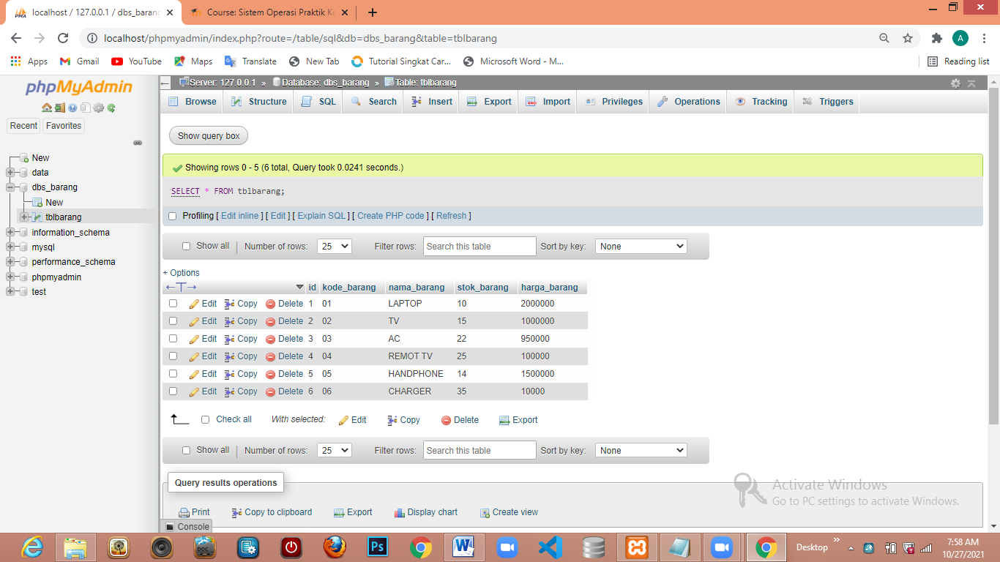 localhost / 127.0.0.1 / dbs_barang
Course: Sistem Operasi Praktik Ke
localhost/phpmyadmin/index.php?route=/table/sql&db=dbs_barang&table=tblbarang
A
Apps Gmail YouTube Maps Translate New Tab Tutorial Singkat Car... Microsoft Word - M... Reading list
phpMyAdmin
Recent Favorites
New
data
dbs_barang
New
tblbarang
information_schema
mysql
performance_schema
phpmyadmin
test
Server: 127.0.0.1 » Database: dbs_barang » Table: tblbarang
Browse Structure SQL Search Insert Export Import Privileges Operations Tracking Triggers
Show query box
Showing rows 0 - 5 (6 total, Query took 0.0241 seconds.)
SELECT * FROM tblbarang;
Profiling [ Edit inline ] [ Edit ] [ Explain SQL ] [ Create PHP code ] [ Refresh ]
Show all Number of rows: 25 Filter rows: Search this table Sort by key: None
+ Options
←T→ id kode_barang nama_barang stok_barang harga_barang
Edit Copy Delete 1 01 LAPTOP 10 2000000
Edit Copy Delete 2 02 TV 15 1000000
Edit Copy Delete 3 03 AC 22 950000
Edit Copy Delete 4 04 REMOT TV 25 100000
Edit Copy Delete 5 05 HANDPHONE 14 1500000
Edit Copy Delete 6 06 CHARGER 35 10000
Check all With selected: Edit Copy Delete Export
Show all Number of rows: 25 Filter rows: Search this table Sort by key: None
Query results operations
Print Copy to clipboard Export Display chart Create view
Console
Activate Windows
Go to PC settings to activate Windows.
Desktop »
7:58 AM
10/27/2021